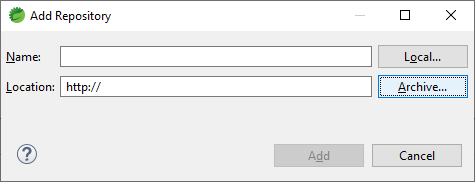 Add Repository
Name: Local...
Location: http:// Archive...
? Add Cancel